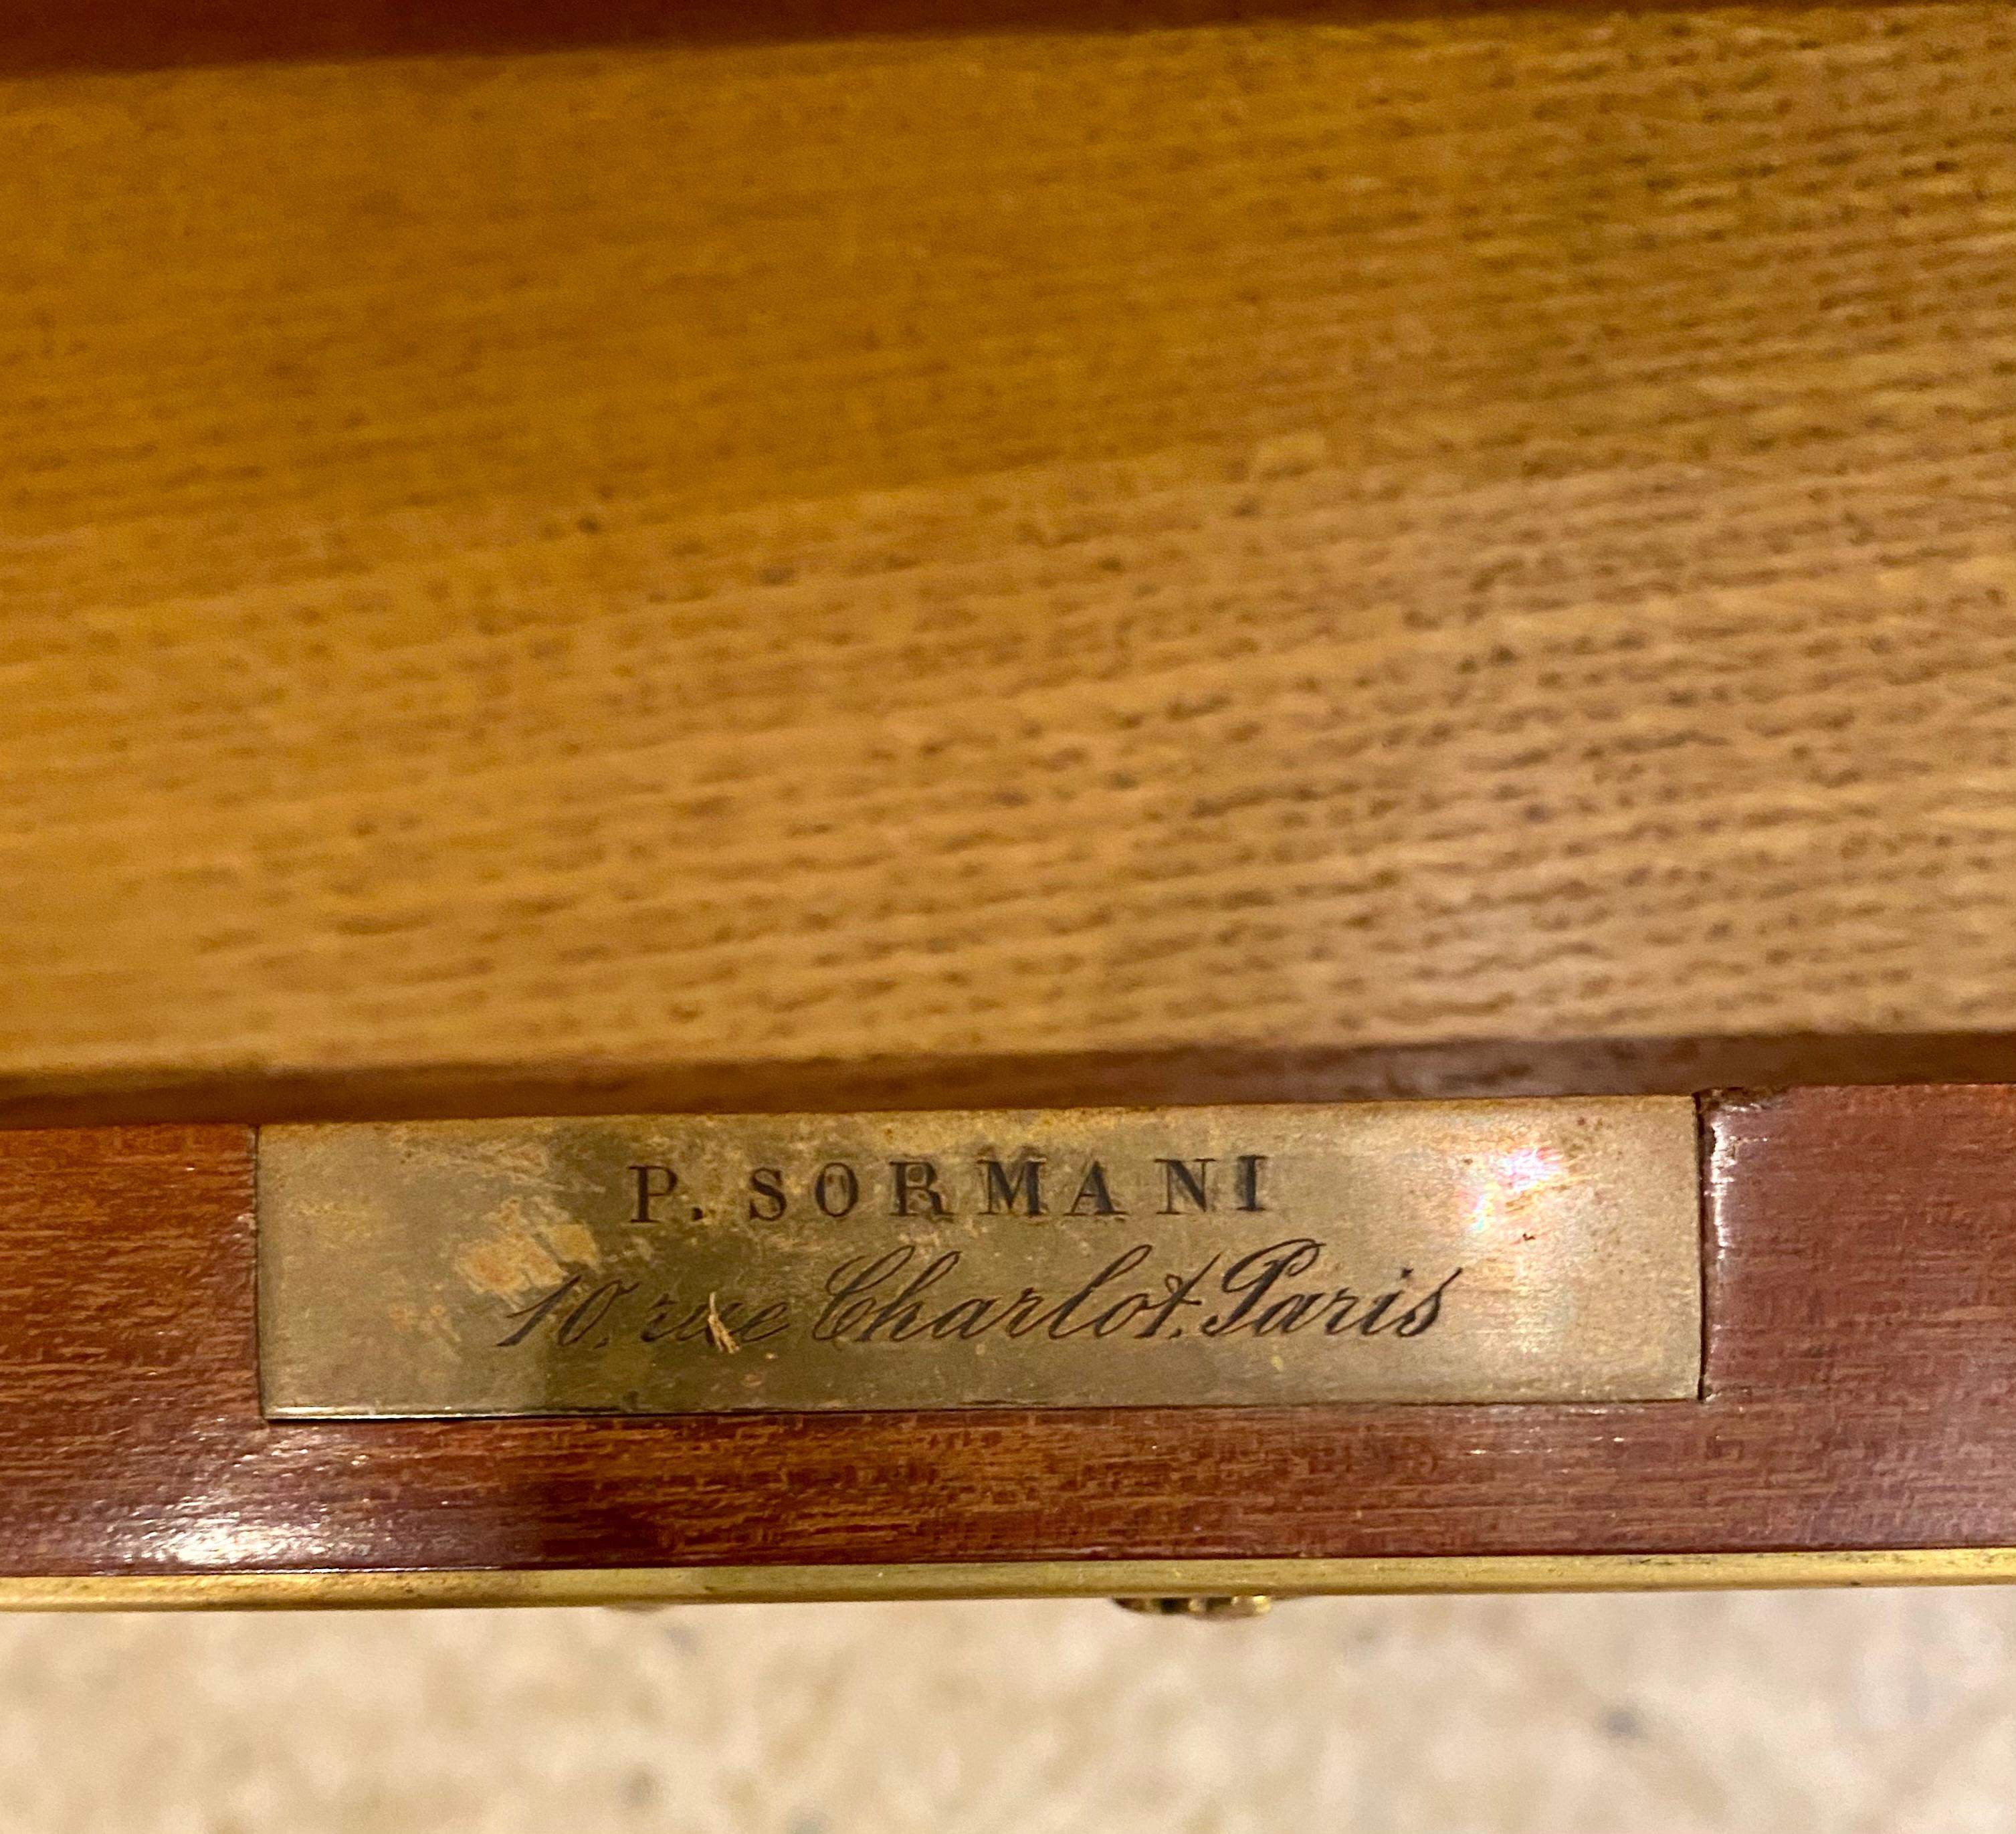 P. SORMANI
10, rue Charlot, Paris